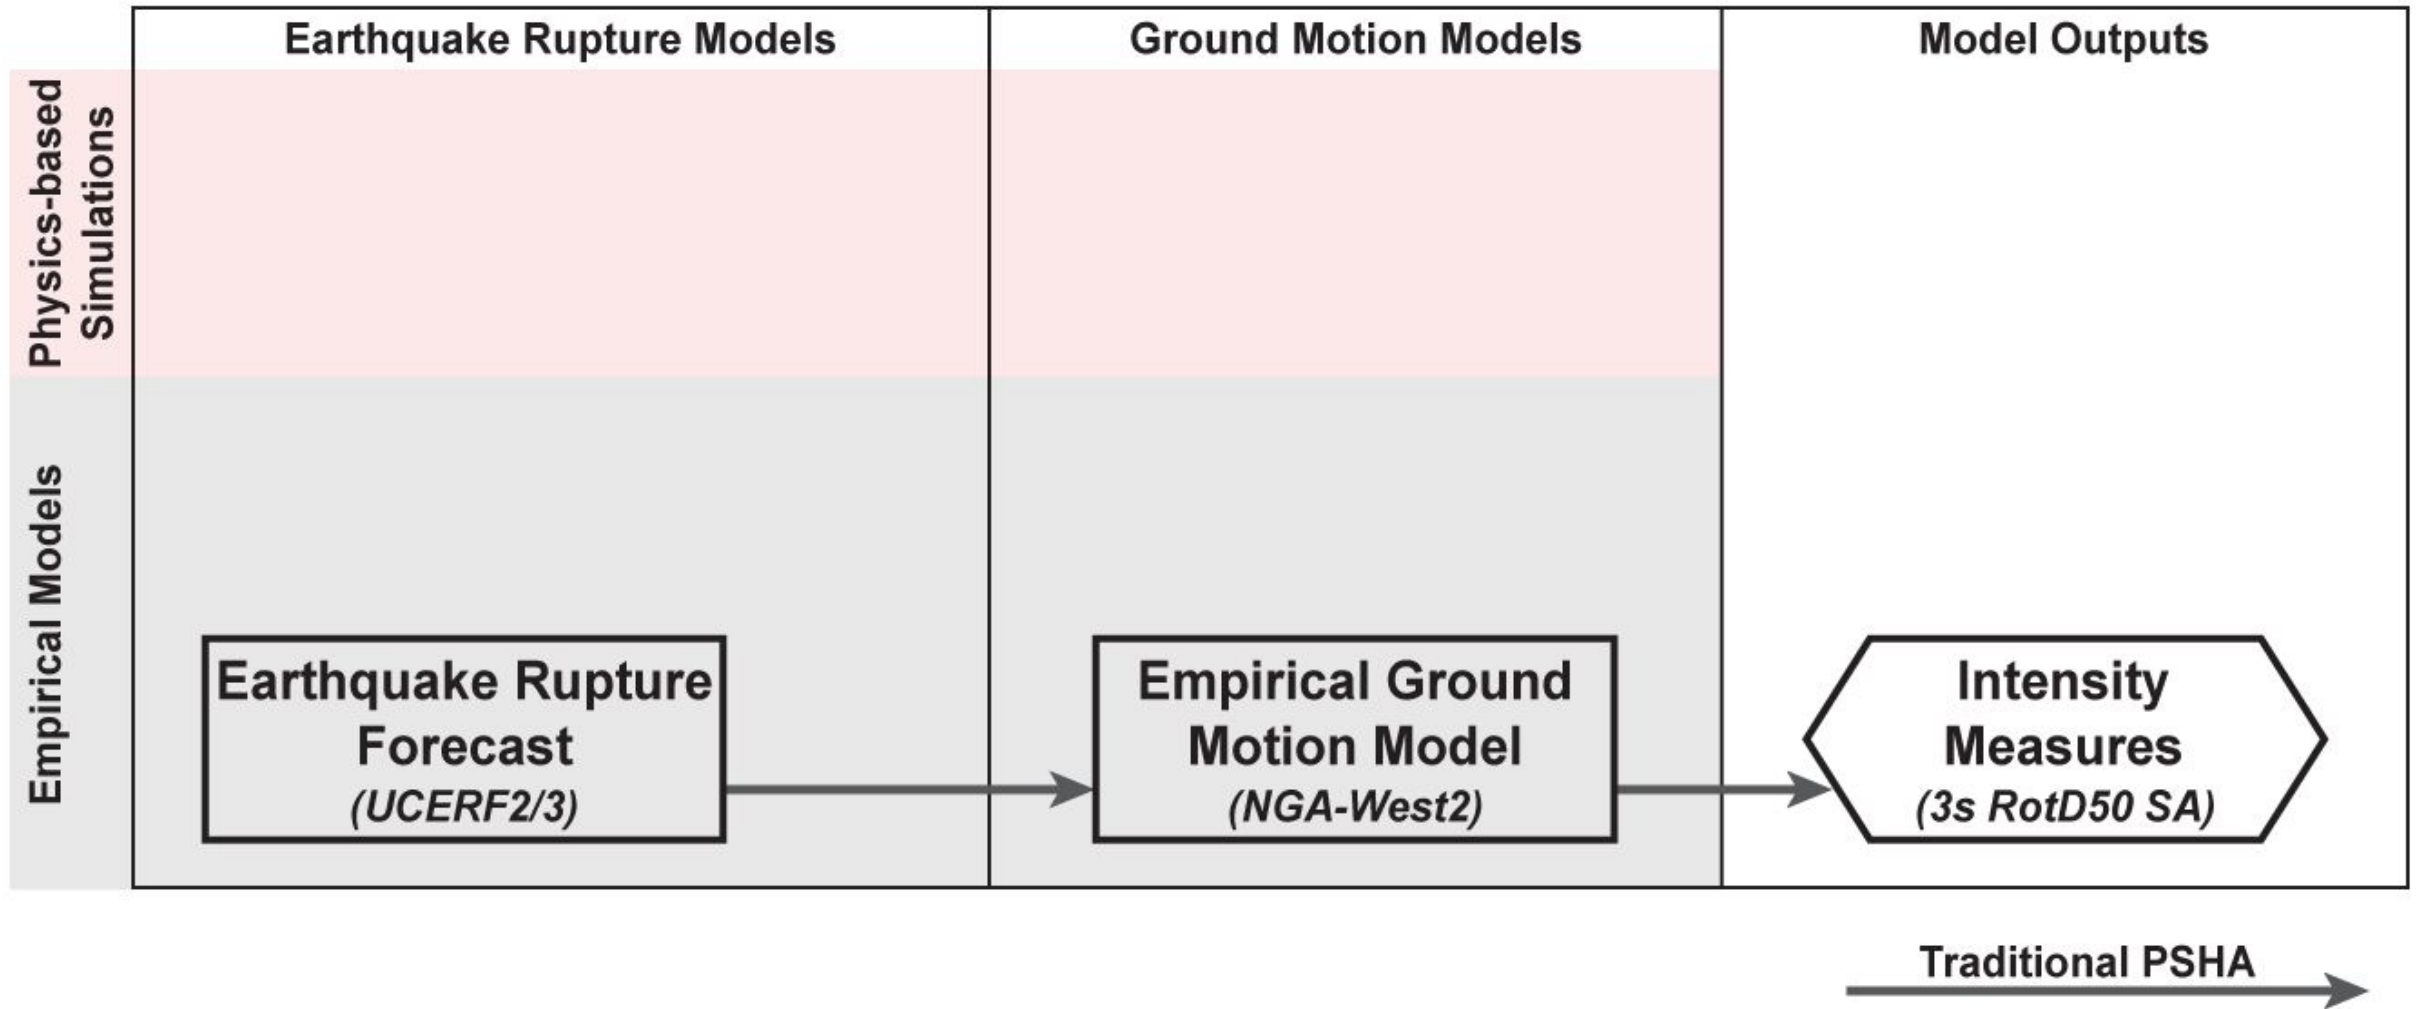 Earthquake Rupture Models
Ground Motion Models
Model Outputs
Physics-based
Simulations
Empirical Models
Earthquake Rupture
Forecast
(UCERF2/3)
Empirical Ground
Motion Model
(NGA-West2)
Intensity
Measures
(3s RotD50 SA)
Traditional PSHA